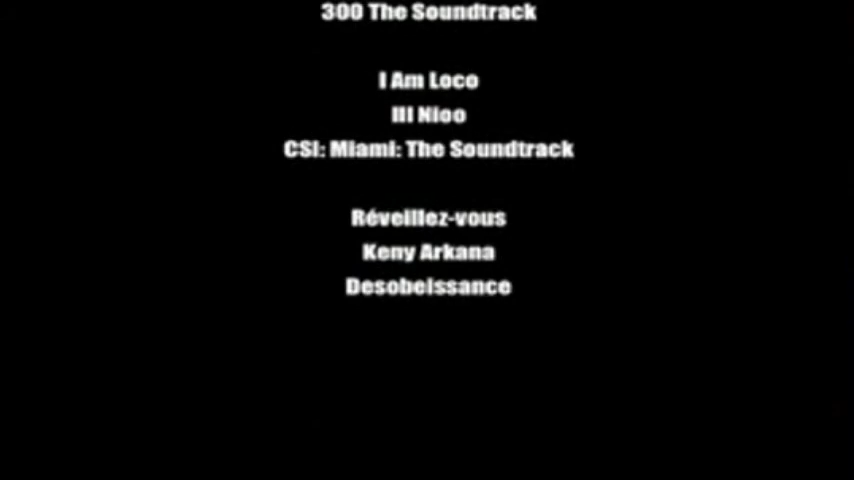 300 The Soundtrack
I Am Loco
Ill Nioo
CSI: Miami: The Soundtrack
Réveillez-vous
Keny Arkana
Desobeissance